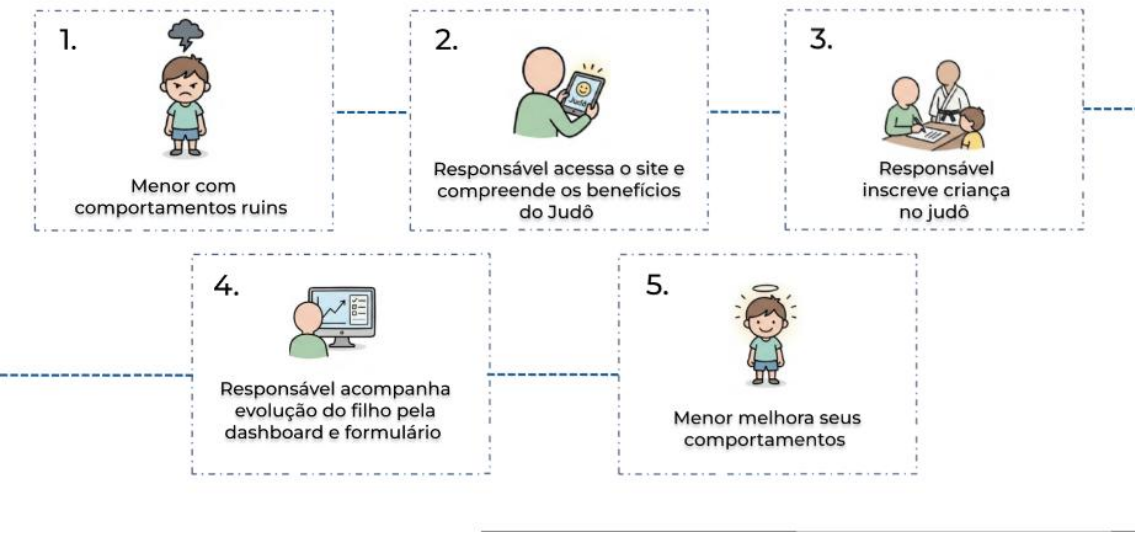 1.
Menor com
comportamentos ruins
2.
Judô
Responsável acessa o site e
compreende os benefícios
do Judô
3.
Responsável
inscreve criança
no judô
4.
Responsável acompanha
evolução do filho pela
dashboard e formulário
5.
Menor melhora seus
comportamentos